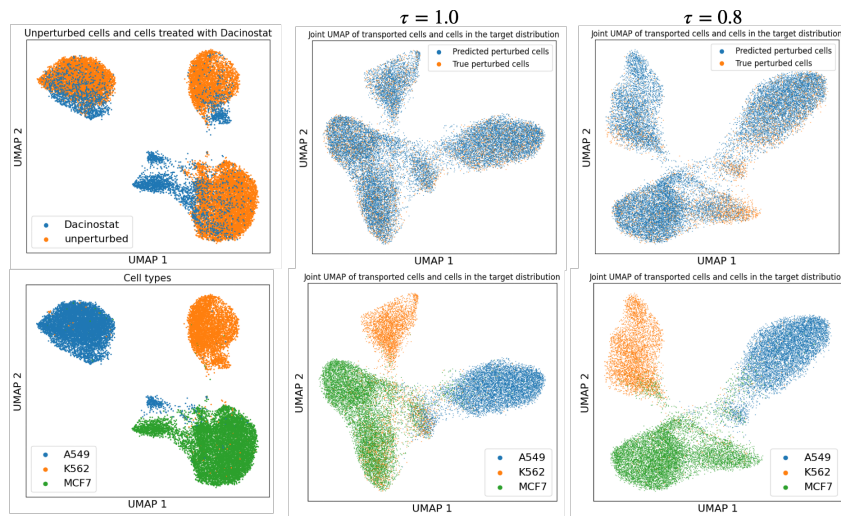 τ = 1.0
τ = 0.8
Unperturbed cells and cells treated with Dacinostat
UMAP 2
Dacinostat
unperturbed
UMAP 1
Joint UMAP of transported cells and cells in the target distribution
Predicted perturbed cells
True perturbed cells
UMAP 2
UMAP 1
Joint UMAP of transported cells and cells in the target distribution
Predicted perturbed cells
True perturbed cells
UMAP 2
UMAP 1
Cell types
UMAP 2
A549
K562
MCF7
UMAP 1
Joint UMAP of transported cells and cells in the target distribution
UMAP 2
A549
K562
MCF7
UMAP 1
Joint UMAP of transported cells and cells in the target distribution
UMAP 2
A549
K562
MCF7
UMAP 1